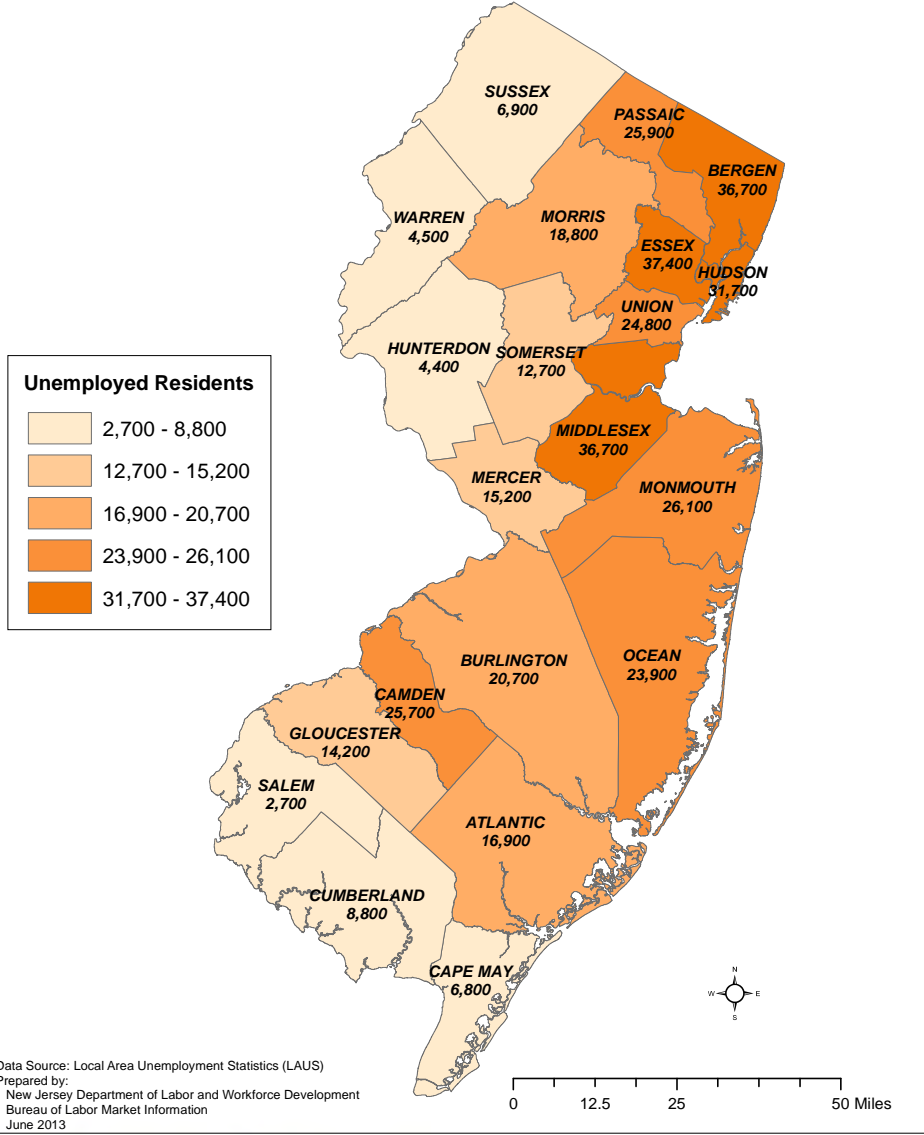 SUSSEX
6,900
PASSAIC
25,900
BERGEN
36,700
WARREN
4,500
MORRIS
18,800
ESSEX
37,400
HUDSON
31,700
UNION
24,800
HUNTERDON
4,400
SOMERSET
12,700
Unemployed Residents
2,700 - 8,800
12,700 - 15,200
16,900 - 20,700
23,900 - 26,100
31,700 - 37,400
MIDDLESEX
36,700
MERCER
15,200
MONMOUTH
26,100
BURLINGTON
20,700
OCEAN
23,900
CAMDEN
25,700
GLOUCESTER
14,200
SALEM
2,700
ATLANTIC
16,900
CUMBERLAND
8,800
CAPE MAY
6,800
N
W E
S
Data Source: Local Area Unemployment Statistics (LAUS)
Prepared by:
New Jersey Department of Labor and Workforce Development
Bureau of Labor Market Information
June 2013
0 12.5 25 50 Miles